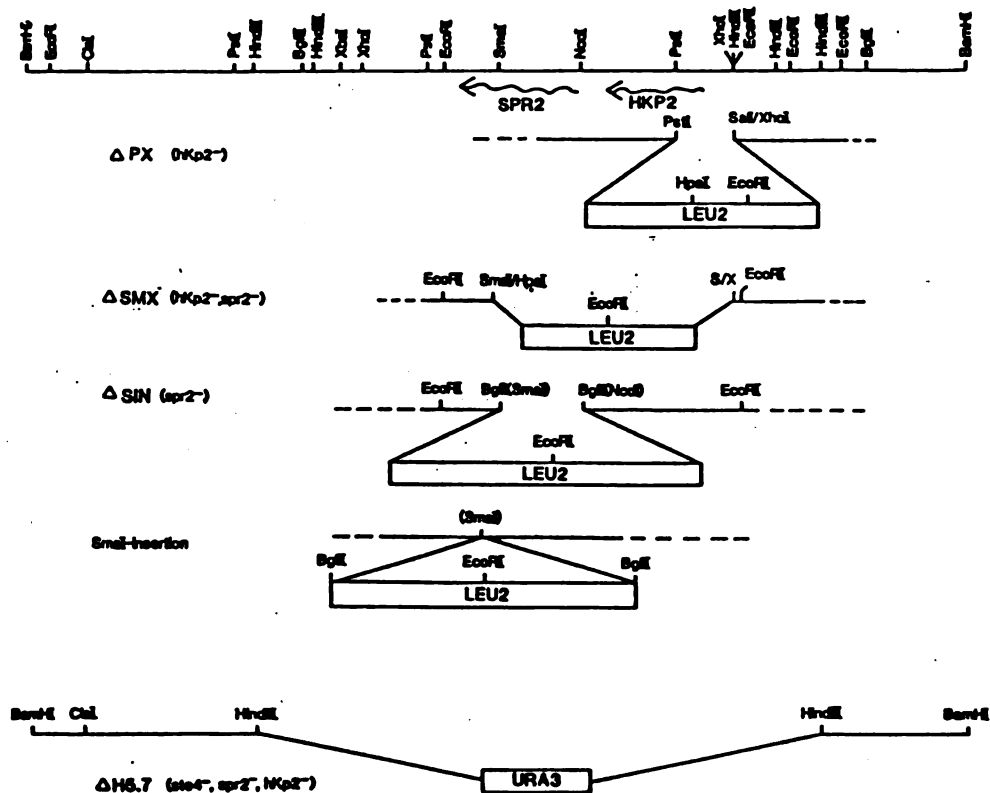 BamHI EcoRI ClaI PstI HindIII BglII HindIII XbaI XhoI PstI EcoRI SmaI NcoI PstI XhoI HindIII EcoRI HindIII EcoRI HindIII EcoRI BglII BamHI
SPR2 HKP2
PstI SalI/XhoI
Δ PX (hKp2⁻)
HpaI EcoRI
LEU2
EcoRI SmaI/HpaI S/X EcoRI
Δ SMX (hKp2⁻,spr2⁻)
EcoRI
LEU2
EcoRI BglII(SmaI) BglII(NcoI) EcoRI
Δ SIN (spr2⁻)
EcoRI
LEU2
(SmaI)
SmaI-Insertion
BglII EcoRI BglII
LEU2
BamHI ClaI HindIII HindIII BamHI
URA3
ΔH5.7 (ste4⁻, spr2⁻, hKp2⁻)